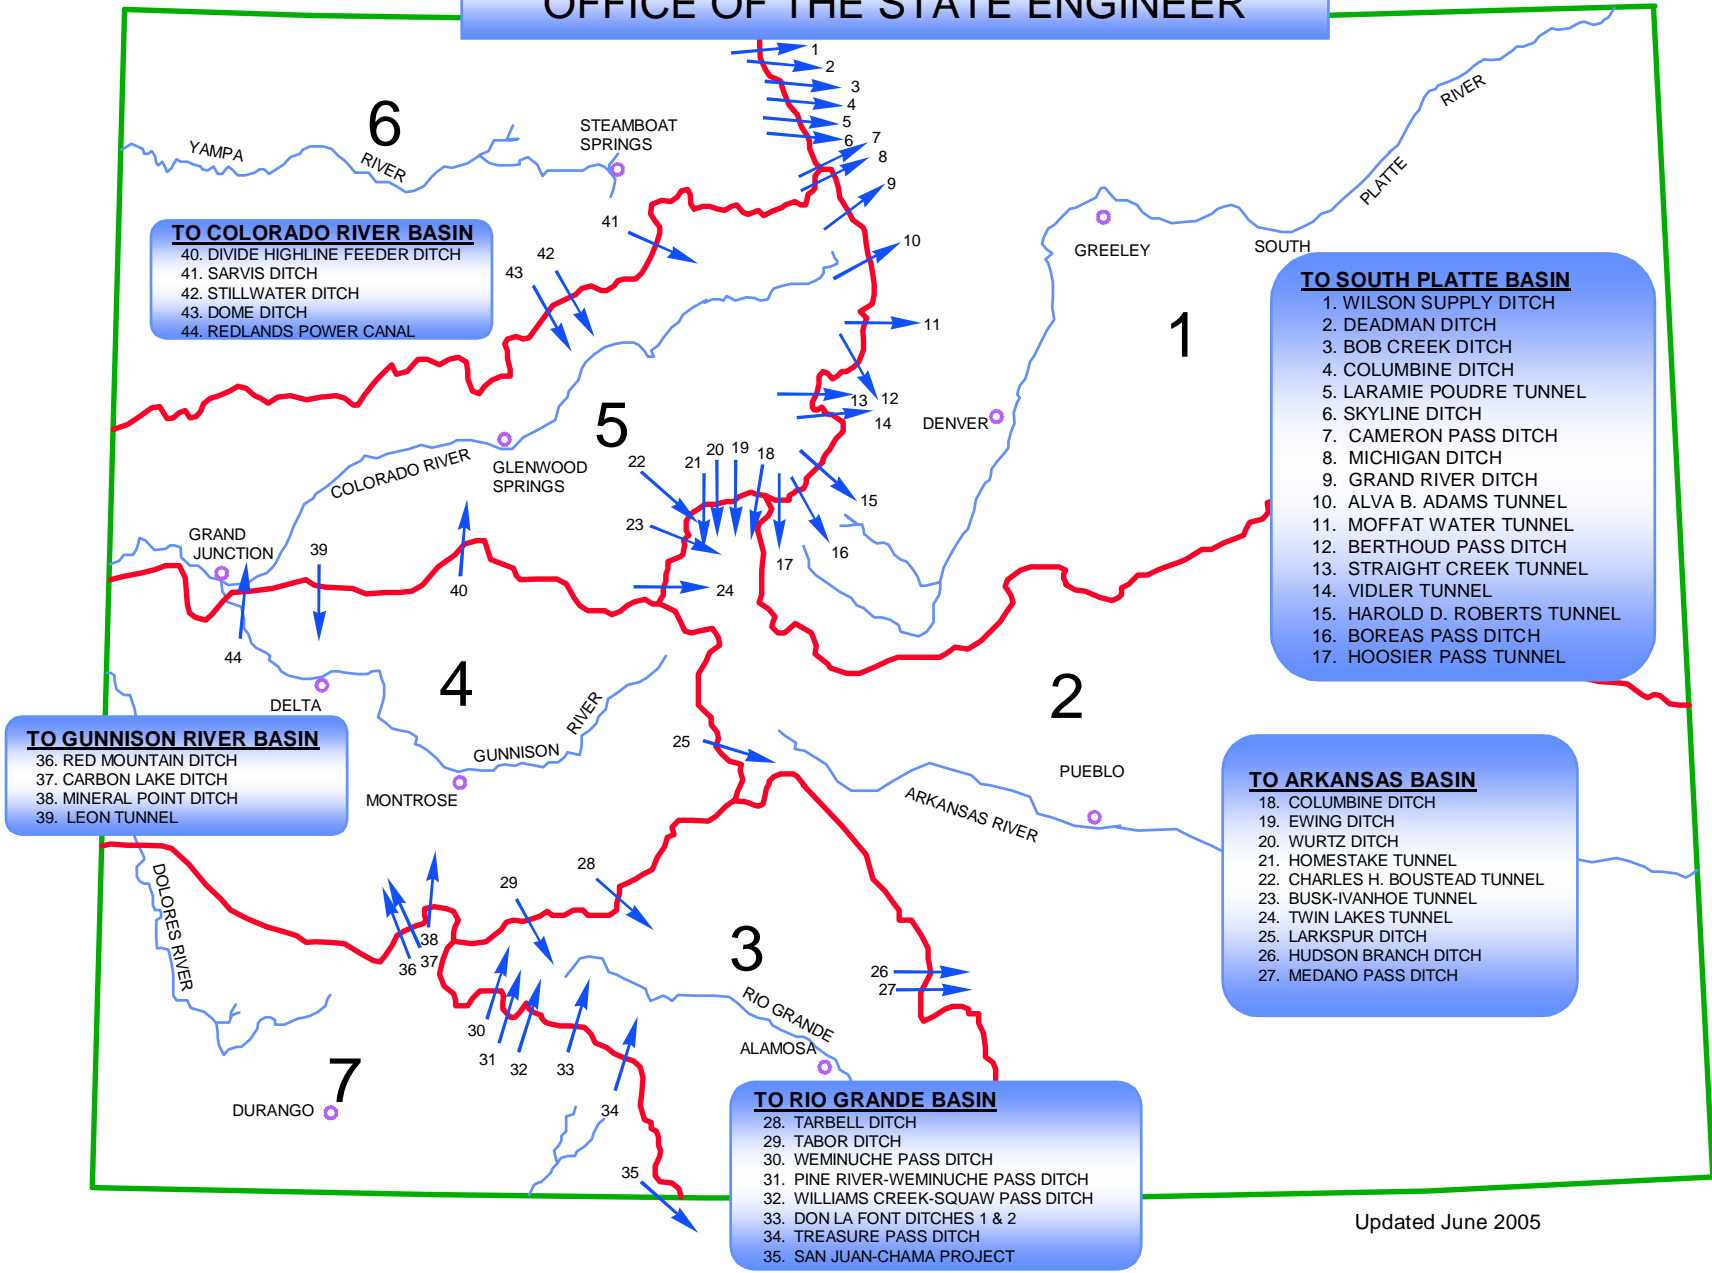 OFFICE OF THE STATE ENGINEER
1
2
3
4
5
6
7
8
9
10
11
12
13
14
15
16
17
18
19
20
21
22
23
24
25
26
27
28
29
30
31
32
33
34
35
36
37
38
39
40
41
42
43
44
6
5
1
4
2
3
7
YAMPA
RIVER
STEAMBOAT
SPRINGS
GREELEY
SOUTH
PLATTE
RIVER
DENVER
COLORADO RIVER
GLENWOOD
SPRINGS
GRAND
JUNCTION
DELTA
GUNNISON
RIVER
MONTROSE
PUEBLO
ARKANSAS RIVER
DOLORES RIVER
RIO GRANDE
ALAMOSA
DURANGO
TO COLORADO RIVER BASIN
40. DIVIDE HIGHLINE FEEDER DITCH
41. SARVIS DITCH
42. STILLWATER DITCH
43. DOME DITCH
44. REDLANDS POWER CANAL
TO SOUTH PLATTE BASIN
1. WILSON SUPPLY DITCH
2. DEADMAN DITCH
3. BOB CREEK DITCH
4. COLUMBINE DITCH
5. LARAMIE POUDRE TUNNEL
6. SKYLINE DITCH
7. CAMERON PASS DITCH
8. MICHIGAN DITCH
9. GRAND RIVER DITCH
10. ALVA B. ADAMS TUNNEL
11. MOFFAT WATER TUNNEL
12. BERTHOUD PASS DITCH
13. STRAIGHT CREEK TUNNEL
14. VIDLER TUNNEL
15. HAROLD D. ROBERTS TUNNEL
16. BOREAS PASS DITCH
17. HOOSIER PASS TUNNEL
TO GUNNISON RIVER BASIN
36. RED MOUNTAIN DITCH
37. CARBON LAKE DITCH
38. MINERAL POINT DITCH
39. LEON TUNNEL
TO ARKANSAS BASIN
18. COLUMBINE DITCH
19. EWING DITCH
20. WURTZ DITCH
21. HOMESTAKE TUNNEL
22. CHARLES H. BOUSTEAD TUNNEL
23. BUSK-IVANHOE TUNNEL
24. TWIN LAKES TUNNEL
25. LARKSPUR DITCH
26. HUDSON BRANCH DITCH
27. MEDANO PASS DITCH
TO RIO GRANDE BASIN
28. TARBELL DITCH
29. TABOR DITCH
30. WEMINUCHE PASS DITCH
31. PINE RIVER-WEMINUCHE PASS DITCH
32. WILLIAMS CREEK-SQUAW PASS DITCH
33. DON LA FONT DITCHES 1 & 2
34. TREASURE PASS DITCH
35. SAN JUAN-CHAMA PROJECT
Updated June 2005